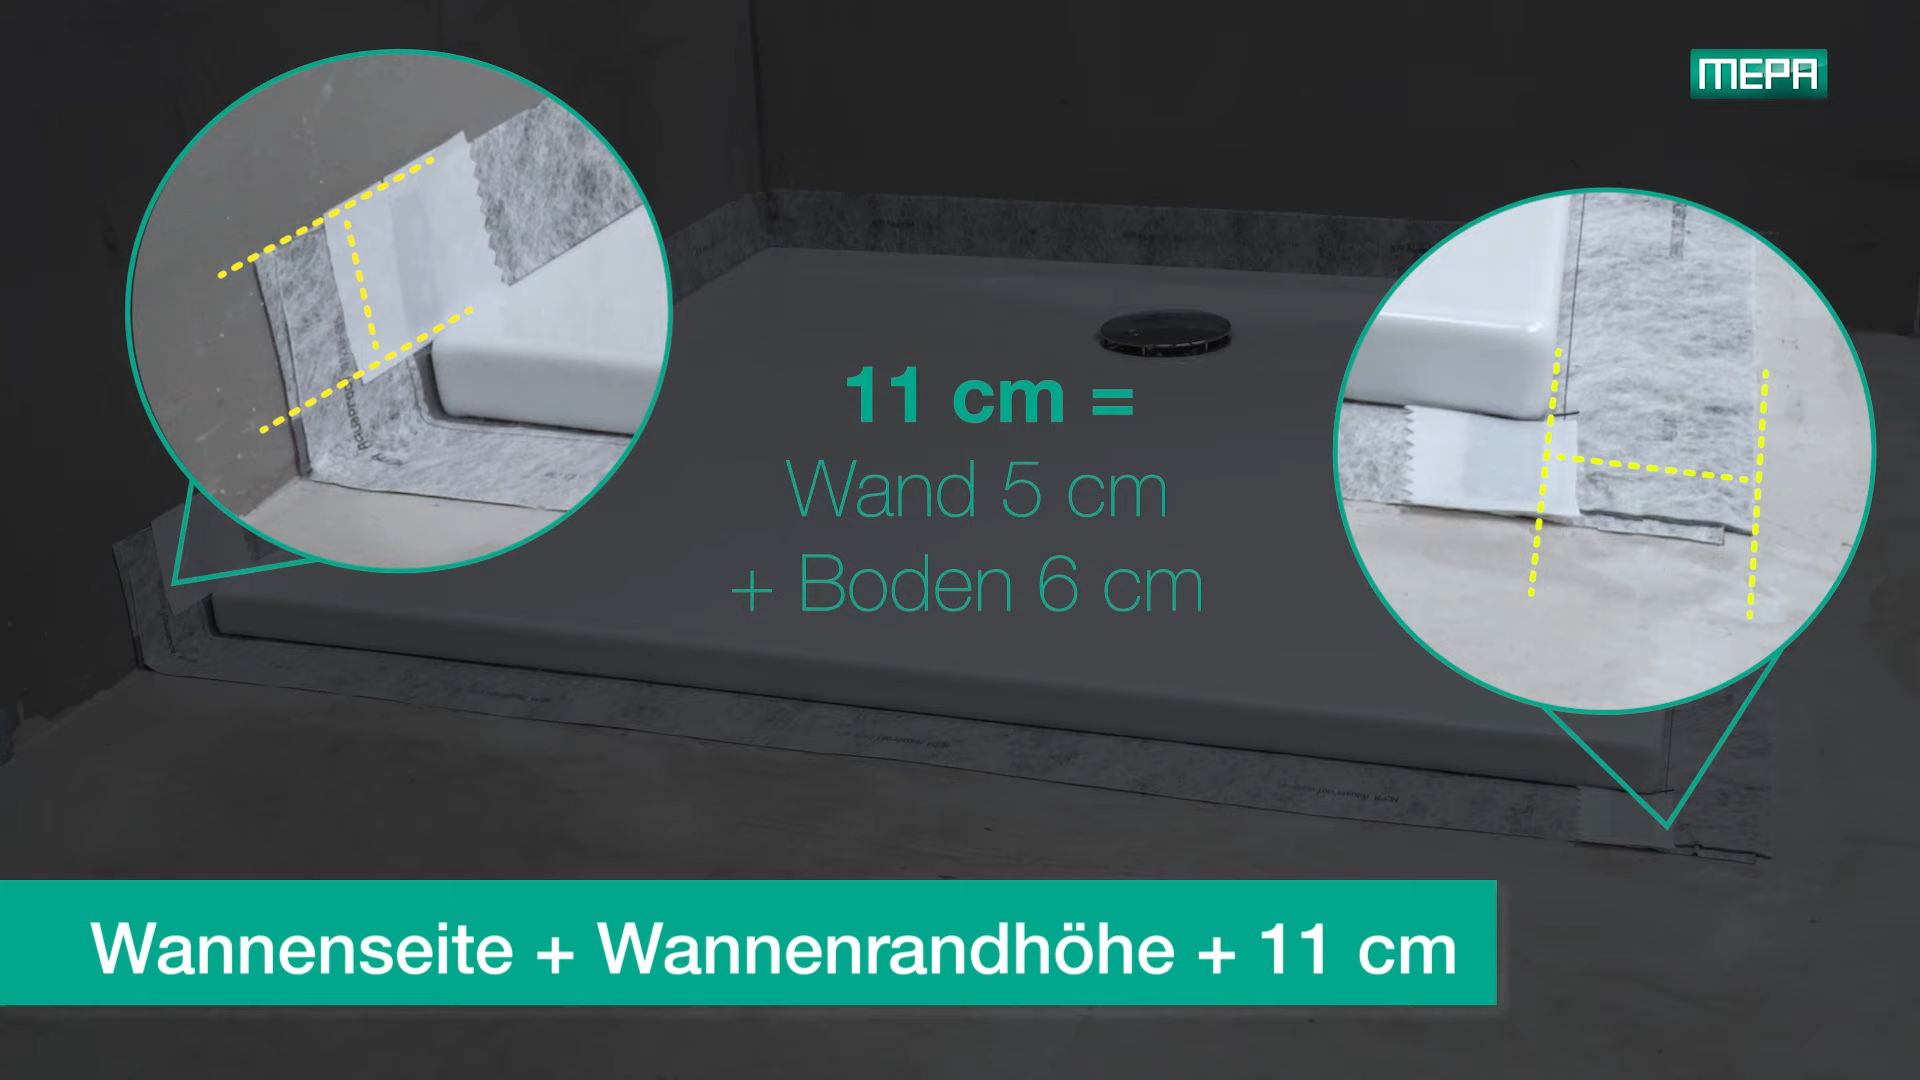 MEPA
11 cm =
Wand 5 cm
+ Boden 6 cm
Wannenseite + Wannenrandhöhe + 11 cm